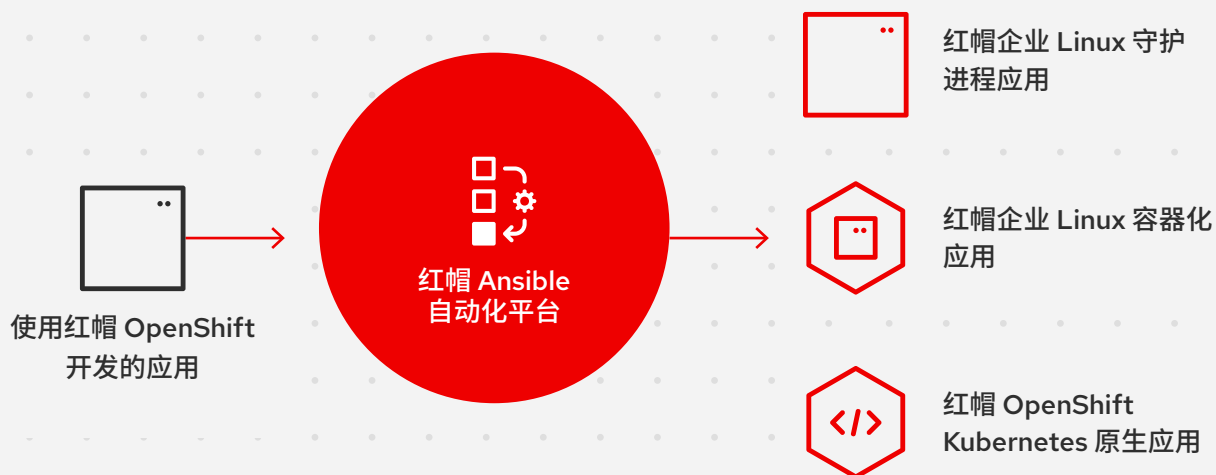 红帽企业 Linux 守护
进程应用
红帽 Ansible
自动化平台
使用红帽 OpenShift
开发的应用
红帽企业 Linux 容器化
应用
红帽 OpenShift
Kubernetes 原生应用